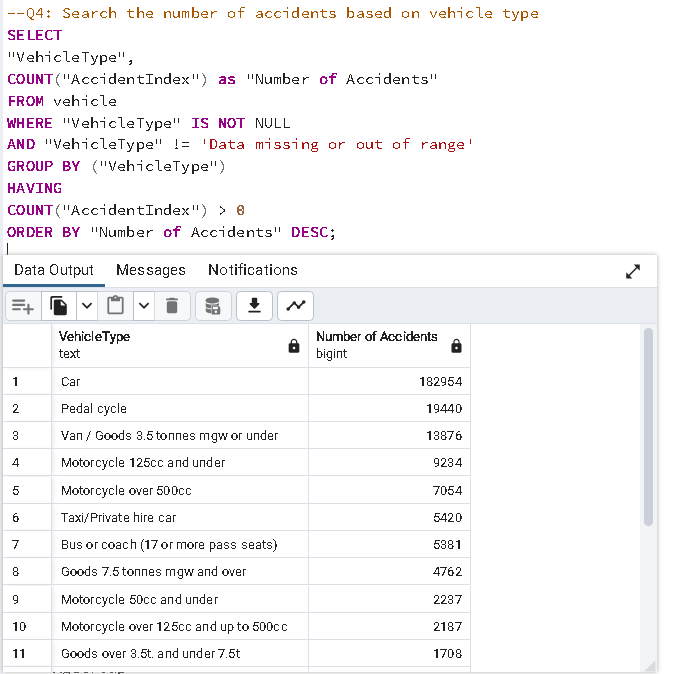 --Q4: Search the number of accidents based on vehicle type
SELECT
"VehicleType",
COUNT("AccidentIndex") as "Number of Accidents"
FROM vehicle
WHERE "VehicleType" IS NOT NULL
AND "VehicleType" != 'Data missing or out of range'
GROUP BY ("VehicleType")
HAVING
COUNT("AccidentIndex") > 0
ORDER BY "Number of Accidents" DESC;
Data Output Messages Notifications
VehicleType Number of Accidents
text bigint
1 Car 182954
2 Pedal cycle 19440
3 Van / Goods 3.5 tonnes mgw or under 13876
4 Motorcycle 125cc and under 9234
5 Motorcycle over 500cc 7054
6 Taxi/Private hire car 5420
7 Bus or coach (17 or more pass seats) 5381
8 Goods 7.5 tonnes mgw and over 4762
9 Motorcycle 50cc and under 2237
10 Motorcycle over 125cc and up to 500cc 2187
11 Goods over 3.5t. and under 7.5t 1708